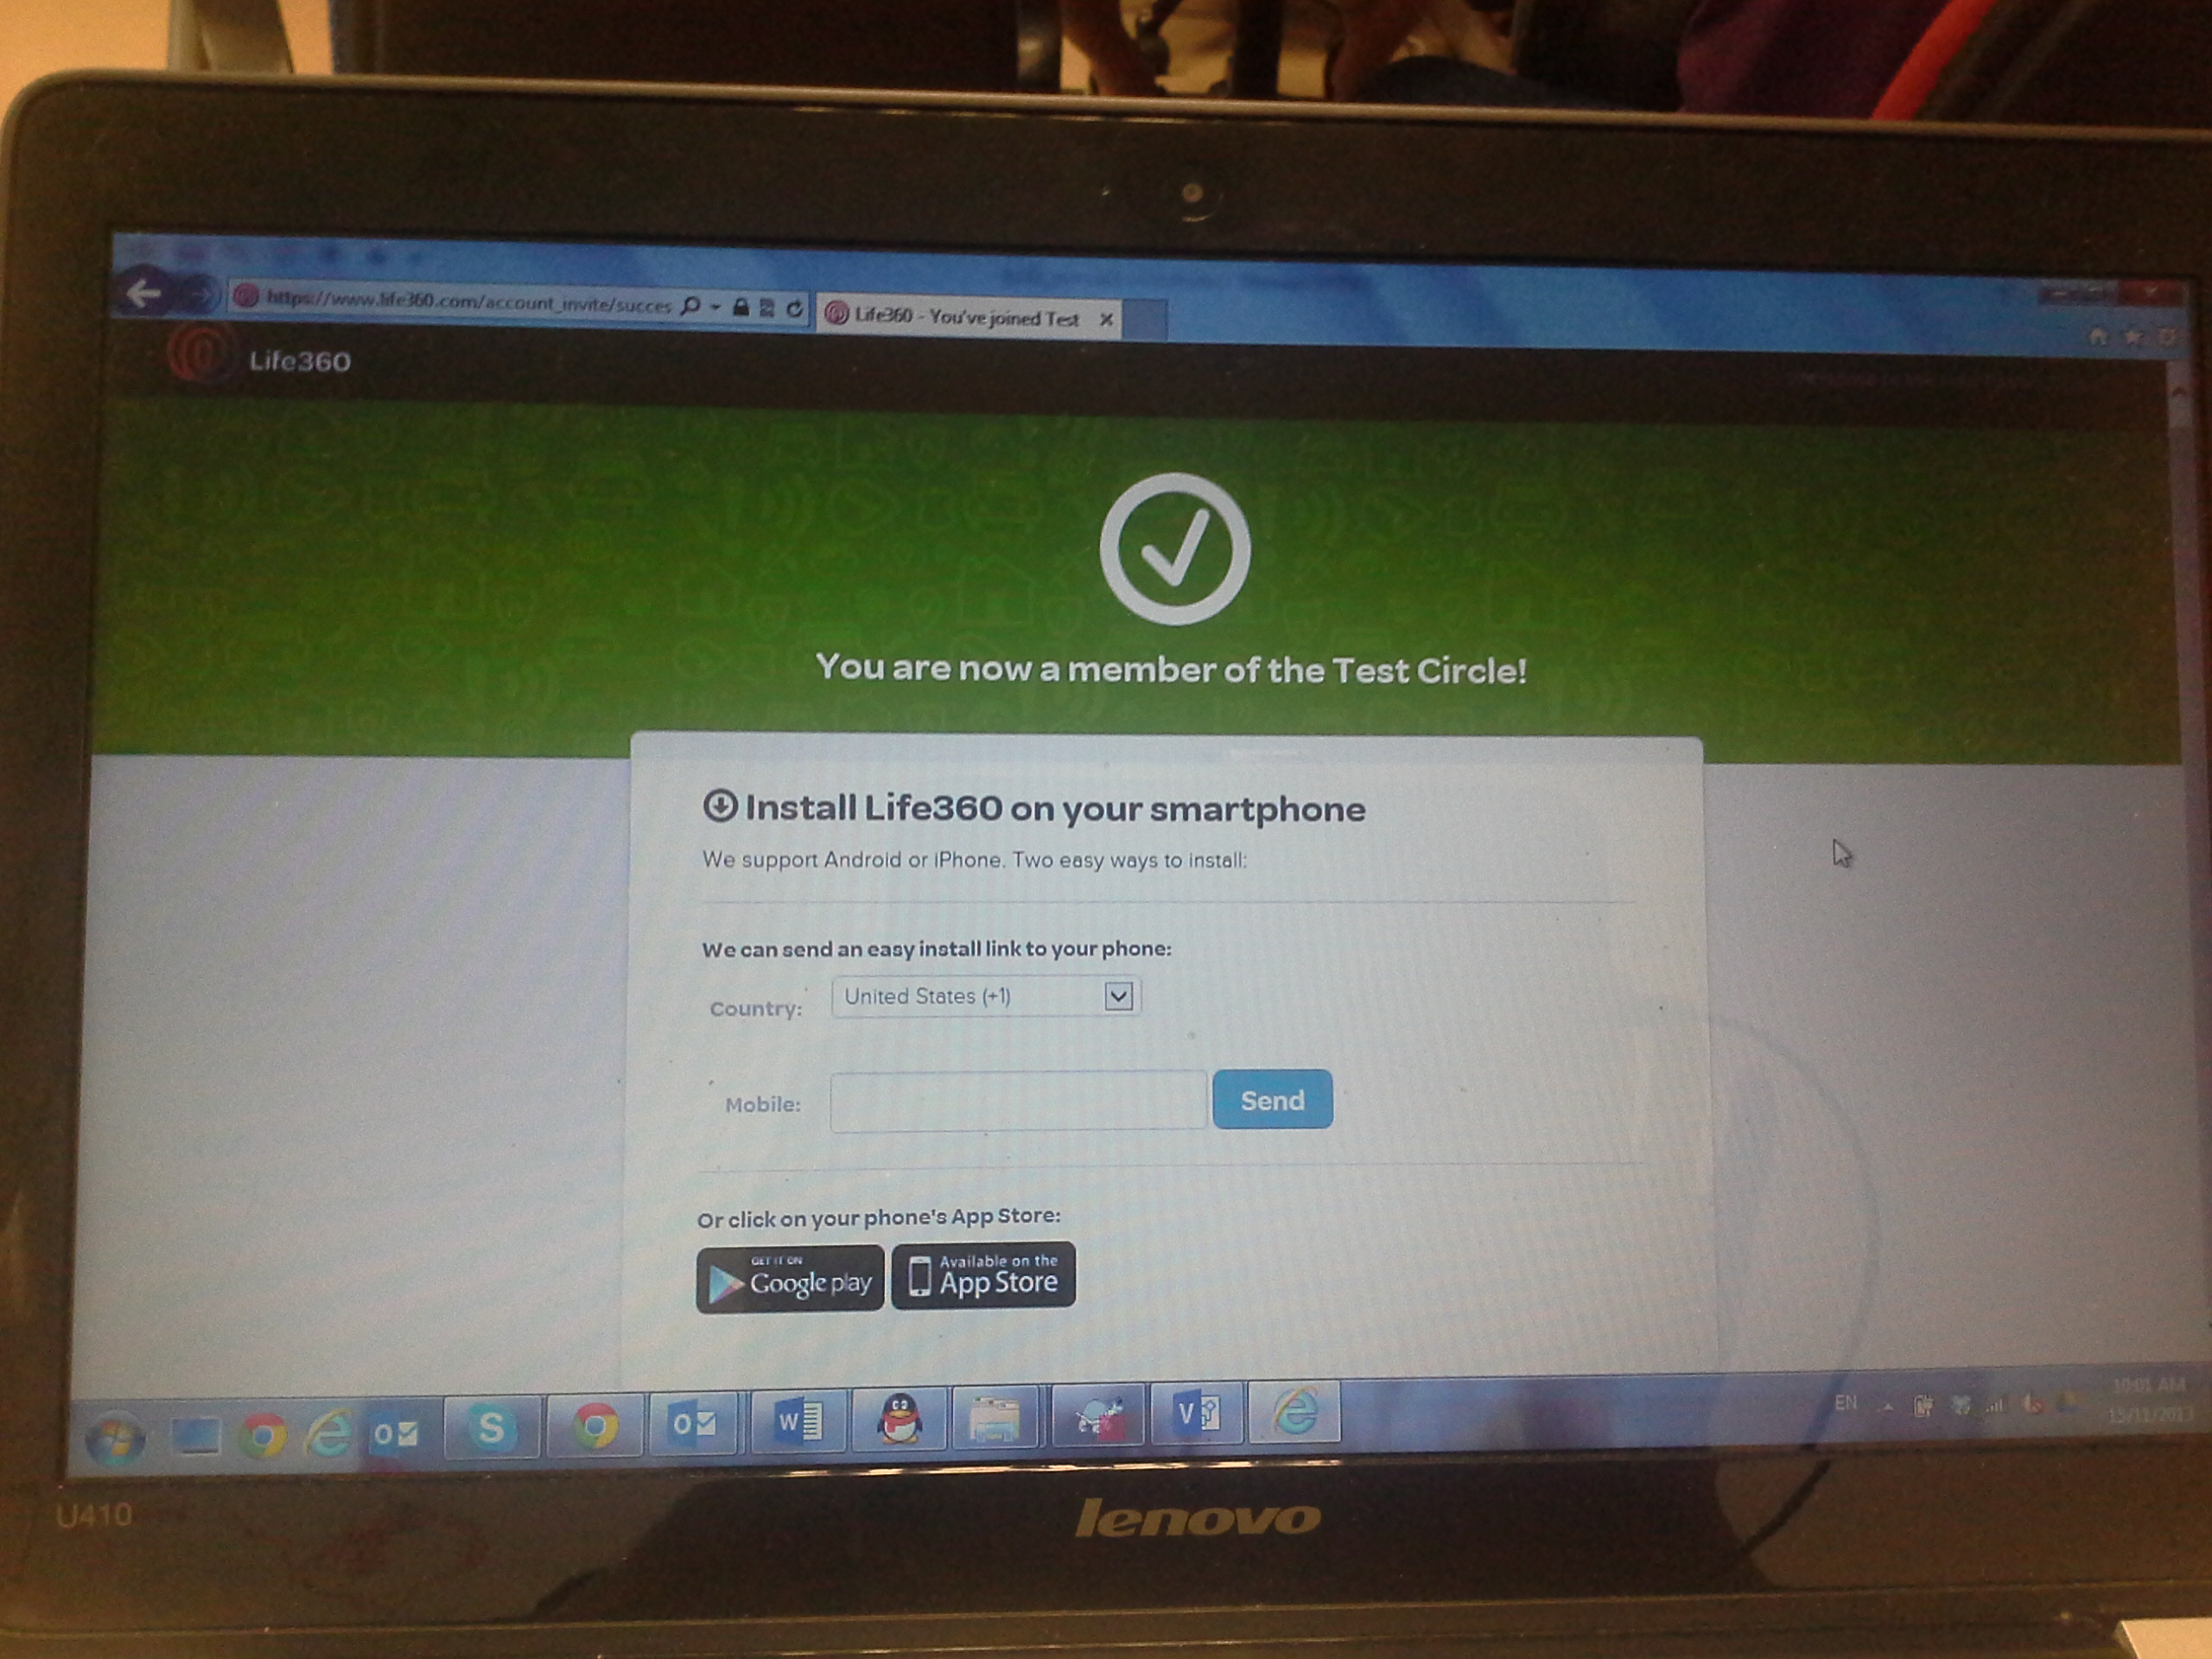 https://www.life360.com/account_invite/succes
Life360 - You've joined Test
Life360
You are now a member of the Test Circle!
Install Life360 on your smartphone
We support Android or iPhone. Two easy ways to install:
We can send an easy install link to your phone:
Country: United States (+1)
Mobile: Send
Or click on your phone's App Store:
GET IT ON
Google play
Available on the
App Store
EN
10:01 AM
U410
lenovo